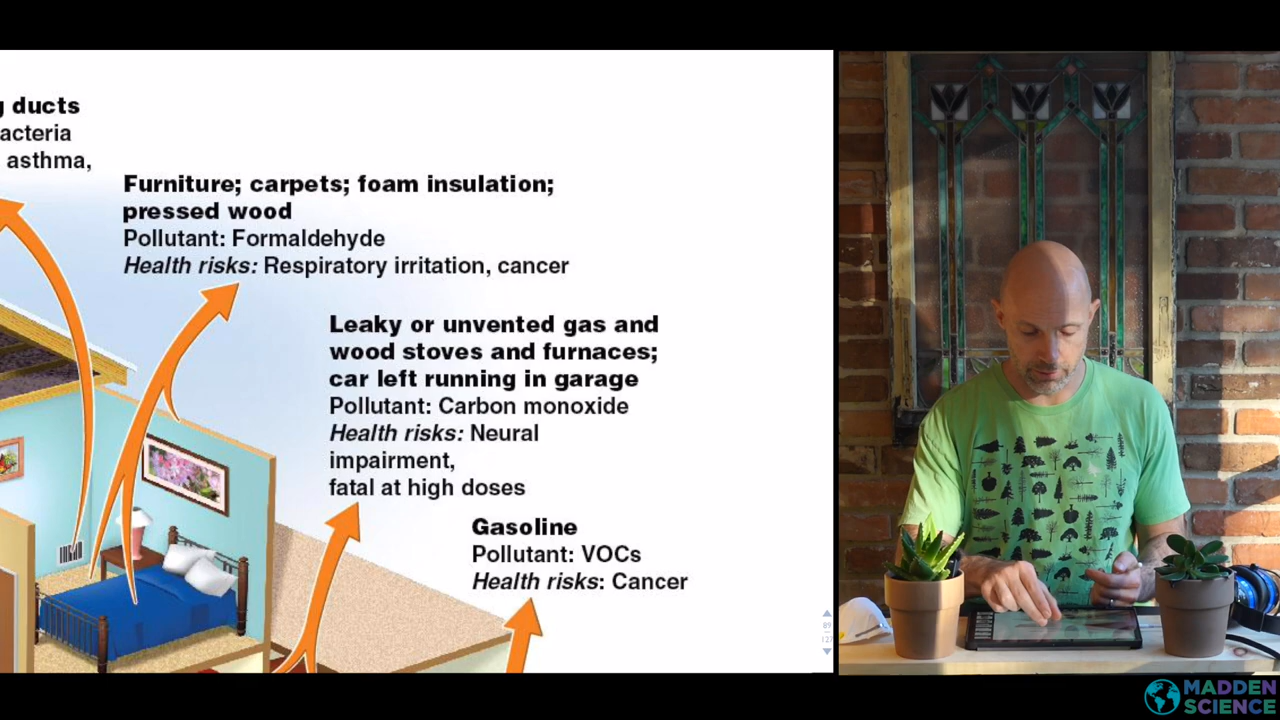 ducts
acteria
asthma,
Furniture; carpets; foam insulation;
pressed wood
Pollutant: Formaldehyde
Health risks: Respiratory irritation, cancer
Leaky or unvented gas and
wood stoves and furnaces;
car left running in garage
Pollutant: Carbon monoxide
Health risks: Neural
impairment,
fatal at high doses
Gasoline
Pollutant: VOCs
Health risks: Cancer
89
127
MADDEN
SCIENCE